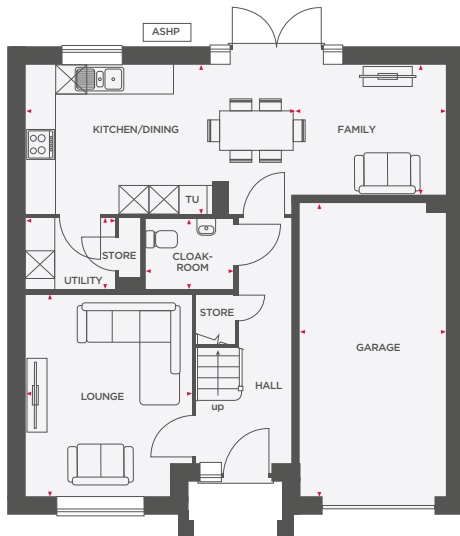 ASHP
KITCHEN/DINING
FAMILY
TU
STORE
CLOAK-
ROOM
UTILITY
STORE
GARAGE
LOUNGE
HALL
up